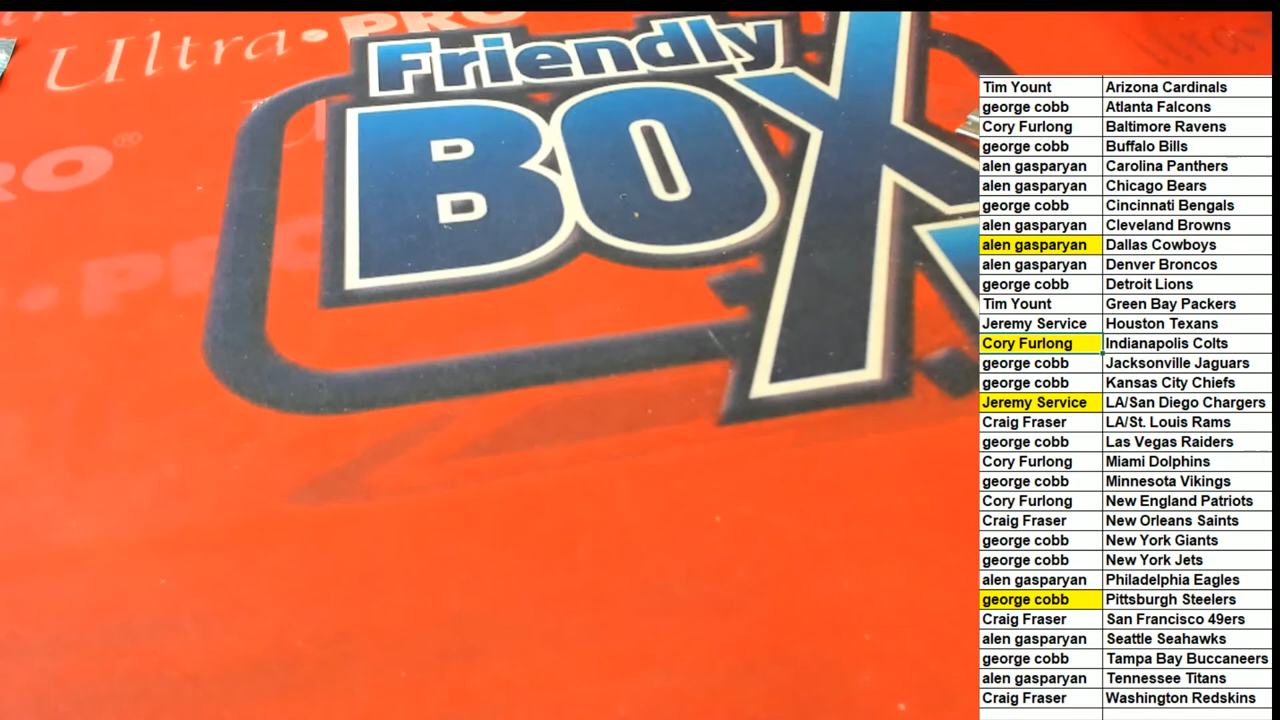 Ultra•PRO
Friendly
BOX
RO®
PRO
Tim Yount Arizona Cardinals
george cobb Atlanta Falcons
Cory Furlong Baltimore Ravens
george cobb Buffalo Bills
alen gasparyan Carolina Panthers
alen gasparyan Chicago Bears
george cobb Cincinnati Bengals
alen gasparyan Cleveland Browns
alen gasparyan Dallas Cowboys
alen gasparyan Denver Broncos
george cobb Detroit Lions
Tim Yount Green Bay Packers
Jeremy Service Houston Texans
Cory Furlong Indianapolis Colts
george cobb Jacksonville Jaguars
george cobb Kansas City Chiefs
Jeremy Service LA/San Diego Chargers
Craig Fraser LA/St. Louis Rams
george cobb Las Vegas Raiders
Cory Furlong Miami Dolphins
george cobb Minnesota Vikings
Cory Furlong New England Patriots
Craig Fraser New Orleans Saints
george cobb New York Giants
george cobb New York Jets
alen gasparyan Philadelphia Eagles
george cobb Pittsburgh Steelers
Craig Fraser San Francisco 49ers
alen gasparyan Seattle Seahawks
george cobb Tampa Bay Buccaneers
alen gasparyan Tennessee Titans
Craig Fraser Washington Redskins